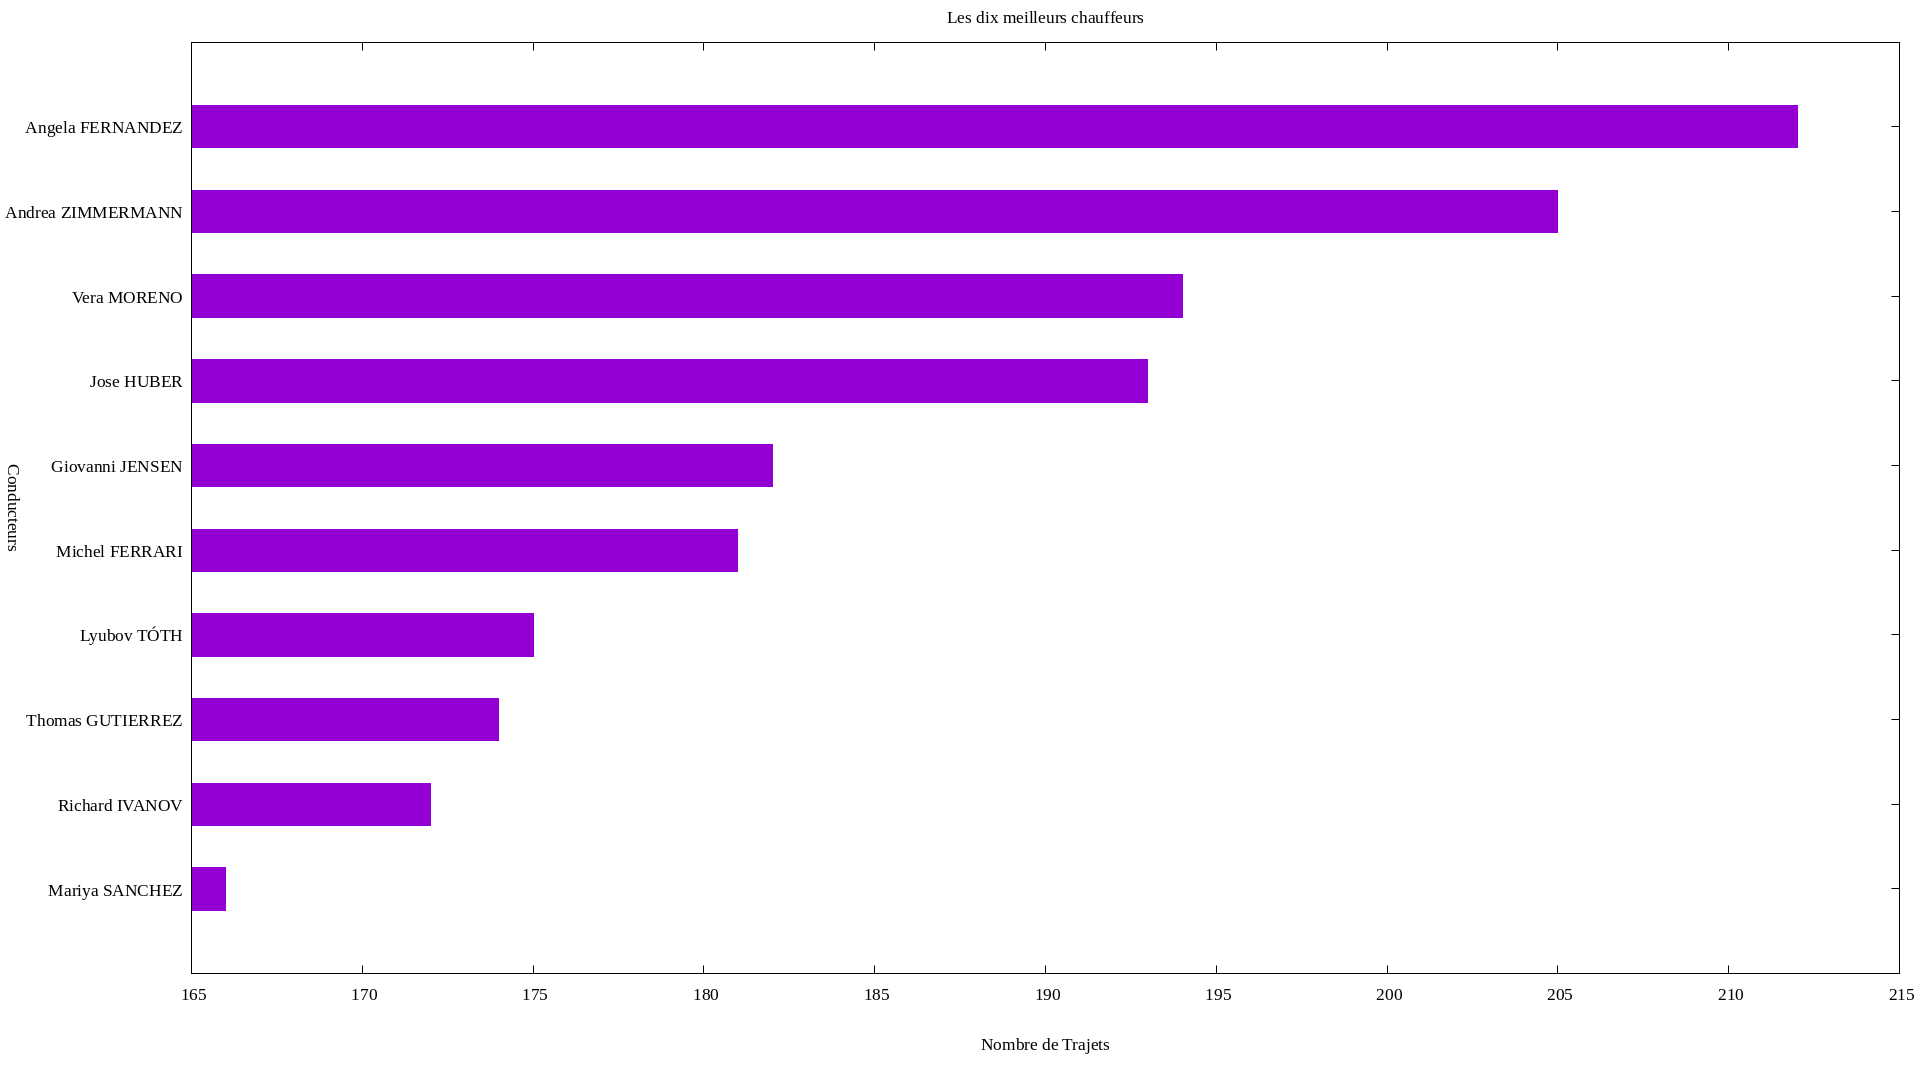 Les dix meilleurs chauffeurs
Angela FERNANDEZ
Andrea ZIMMERMANN
Vera MORENO
Jose HUBER
Giovanni JENSEN
Michel FERRARI
Lyubov TÓTH
Thomas GUTIERREZ
Richard IVANOV
Mariya SANCHEZ
Conducteurs
165 170 175 180 185 190 195 200 205 210 215
Nombre de Trajets